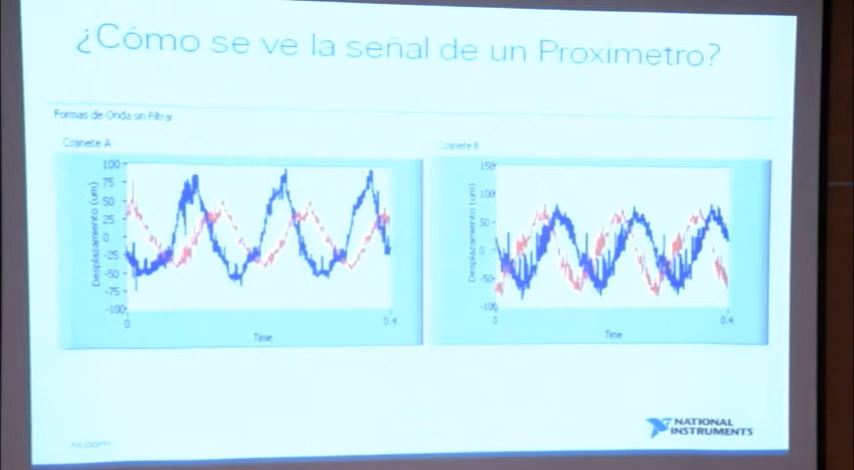 ¿Cómo se ve la señal de un Proximetro?
Formas de Onda sin Filtrar
Cojinete A
Cojinete B
Desplazamiento (um)
100
75
50
25
0
-25
-50
-75
-100
0
0.4
Time
Desplazamiento (um)
150
100
50
0
-50
-100
0
0.4
Time
ni.com
NATIONAL
INSTRUMENTS